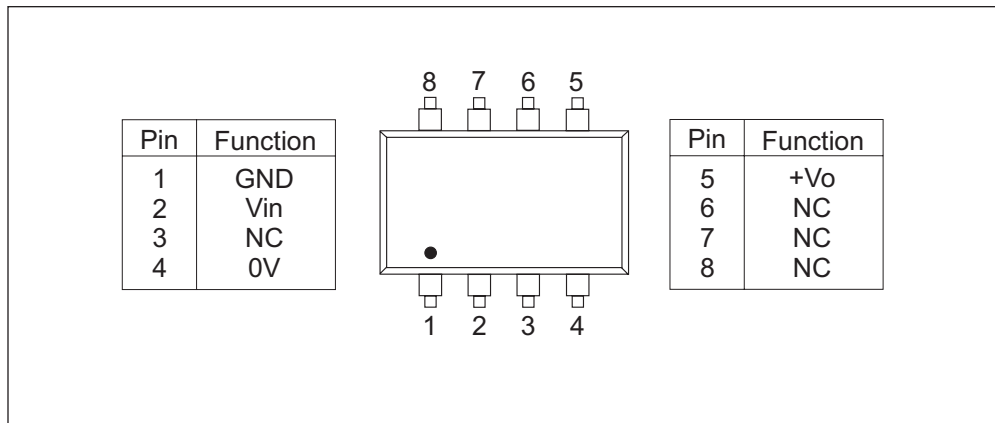 8 7 6 5
Pin Function
1 GND
2 Vin
3 NC
4 0V
Pin Function
5 +Vo
6 NC
7 NC
8 NC
1 2 3 4